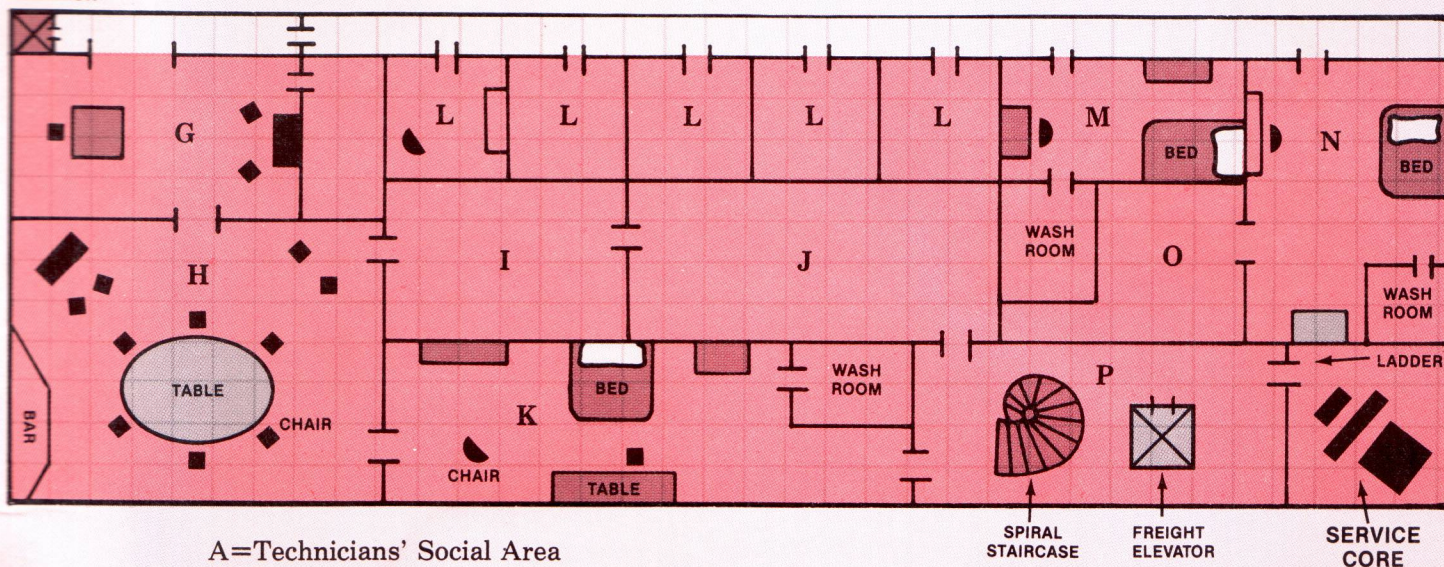 G
L
L
L
L
L
M
BED
N
BED
H
I
J
WASH
ROOM
O
WASH
ROOM
TABLE
CHAIR
BAR
K
BED
CHAIR
TABLE
WASH
ROOM
P
LADDER
SPIRAL
STAIRCASE
FREIGHT
ELEVATOR
SERVICE
CORE
A=Technicians' Social Area